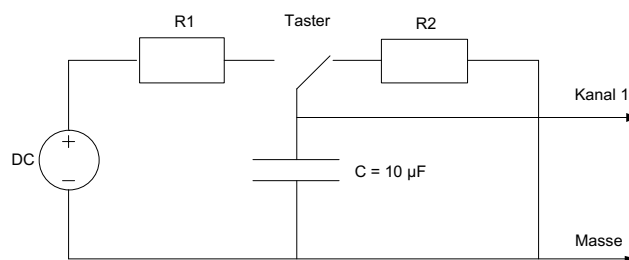 R1
Taster
R2
Kanal 1
DC
+
–
C = 10 µF
Masse